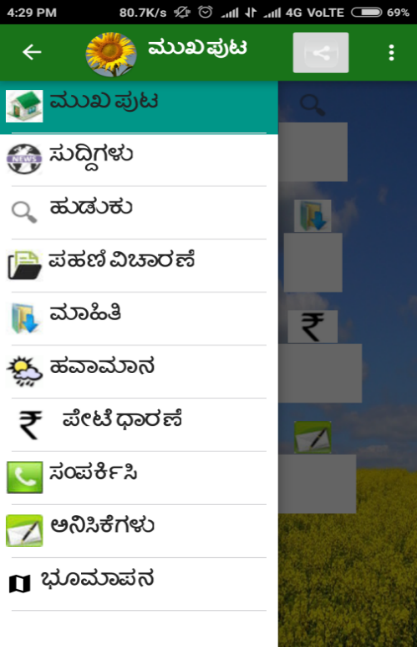 4:29 PM 80.7K/s 4G VoLTE 69%
ಮುಖಪುಟ
ಮುಖಪುಟ
ಸುದ್ದಿಗಳು
NEWS
ಹುಡುಕು
ಪಹಣಿ ವಿಚಾರಣೆ
ಮಾಹಿತಿ
ಹವಾಮಾನ
₹ ಪೇಟೆ ಧಾರಣೆ
₹
ಸಂಪರ್ಕಿಸಿ
ಅನಿಸಿಕೆಗಳು
ಭೂಮಾಪನ